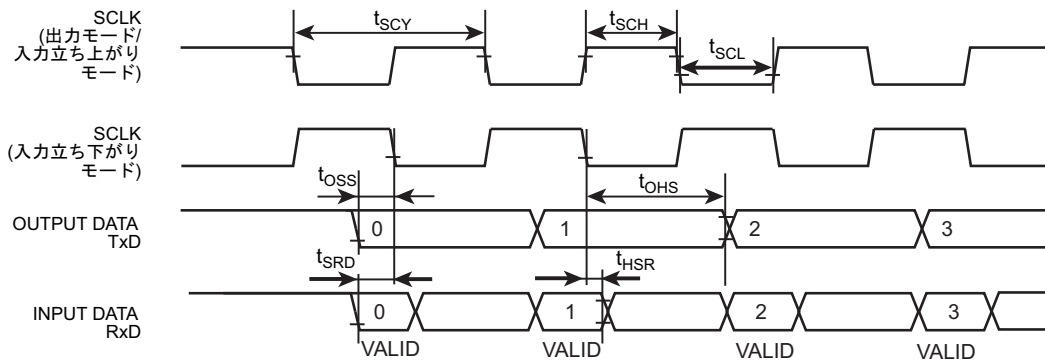 SCLK
(出力モード/
入力立ち上がり
モード)
tSCY
tSCH
tSCL
SCLK
(入力立ち下がり
モード)
tOSS
tOHS
OUTPUT DATA
TxD
0
1
2
3
tSRD
tHSR
INPUT DATA
RxD
0
1
2
3
VALID
VALID
VALID
VALID